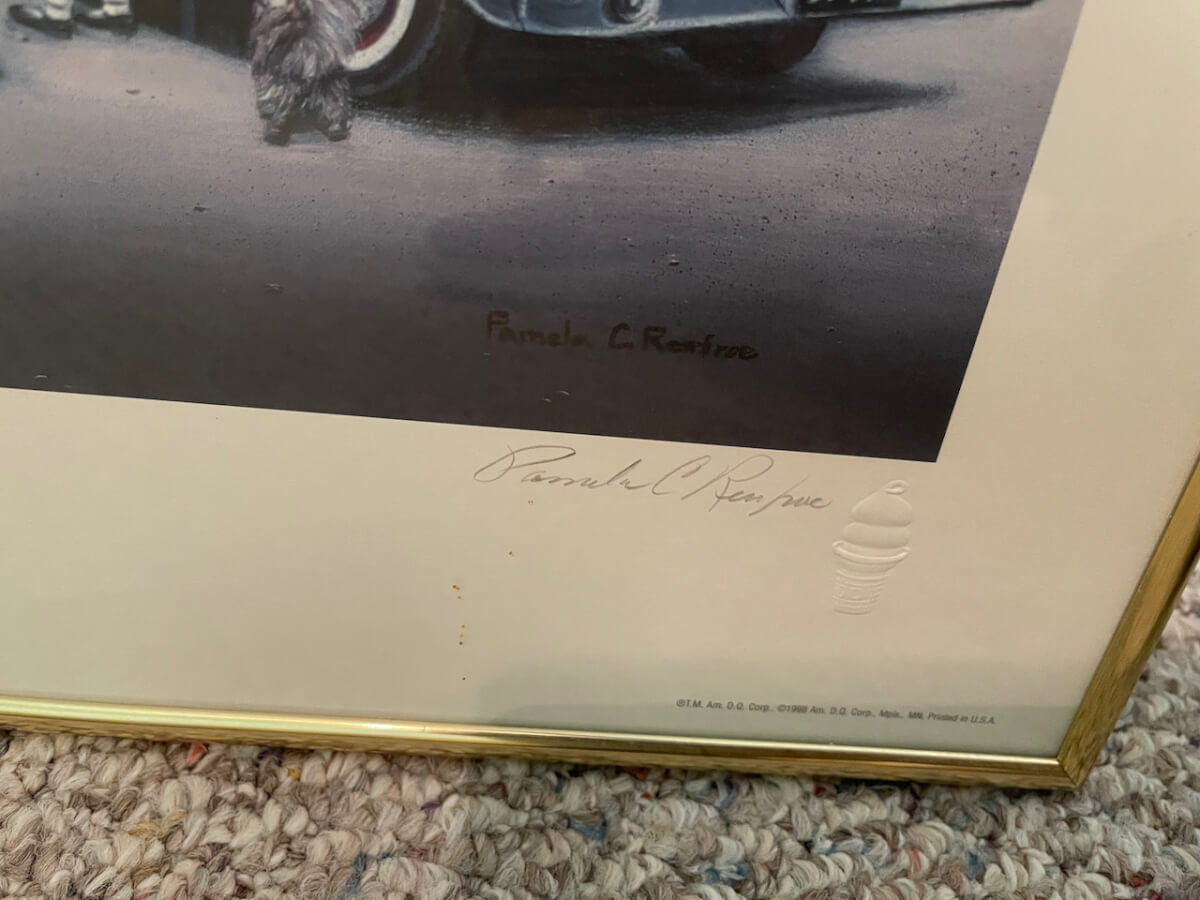 Pamela C. Renfroe
Pamela C Renfroe
®T.M. Am. D.Q. Corp., ©1998 Am. D.Q. Corp., Mpls., MN, Printed in U.S.A.